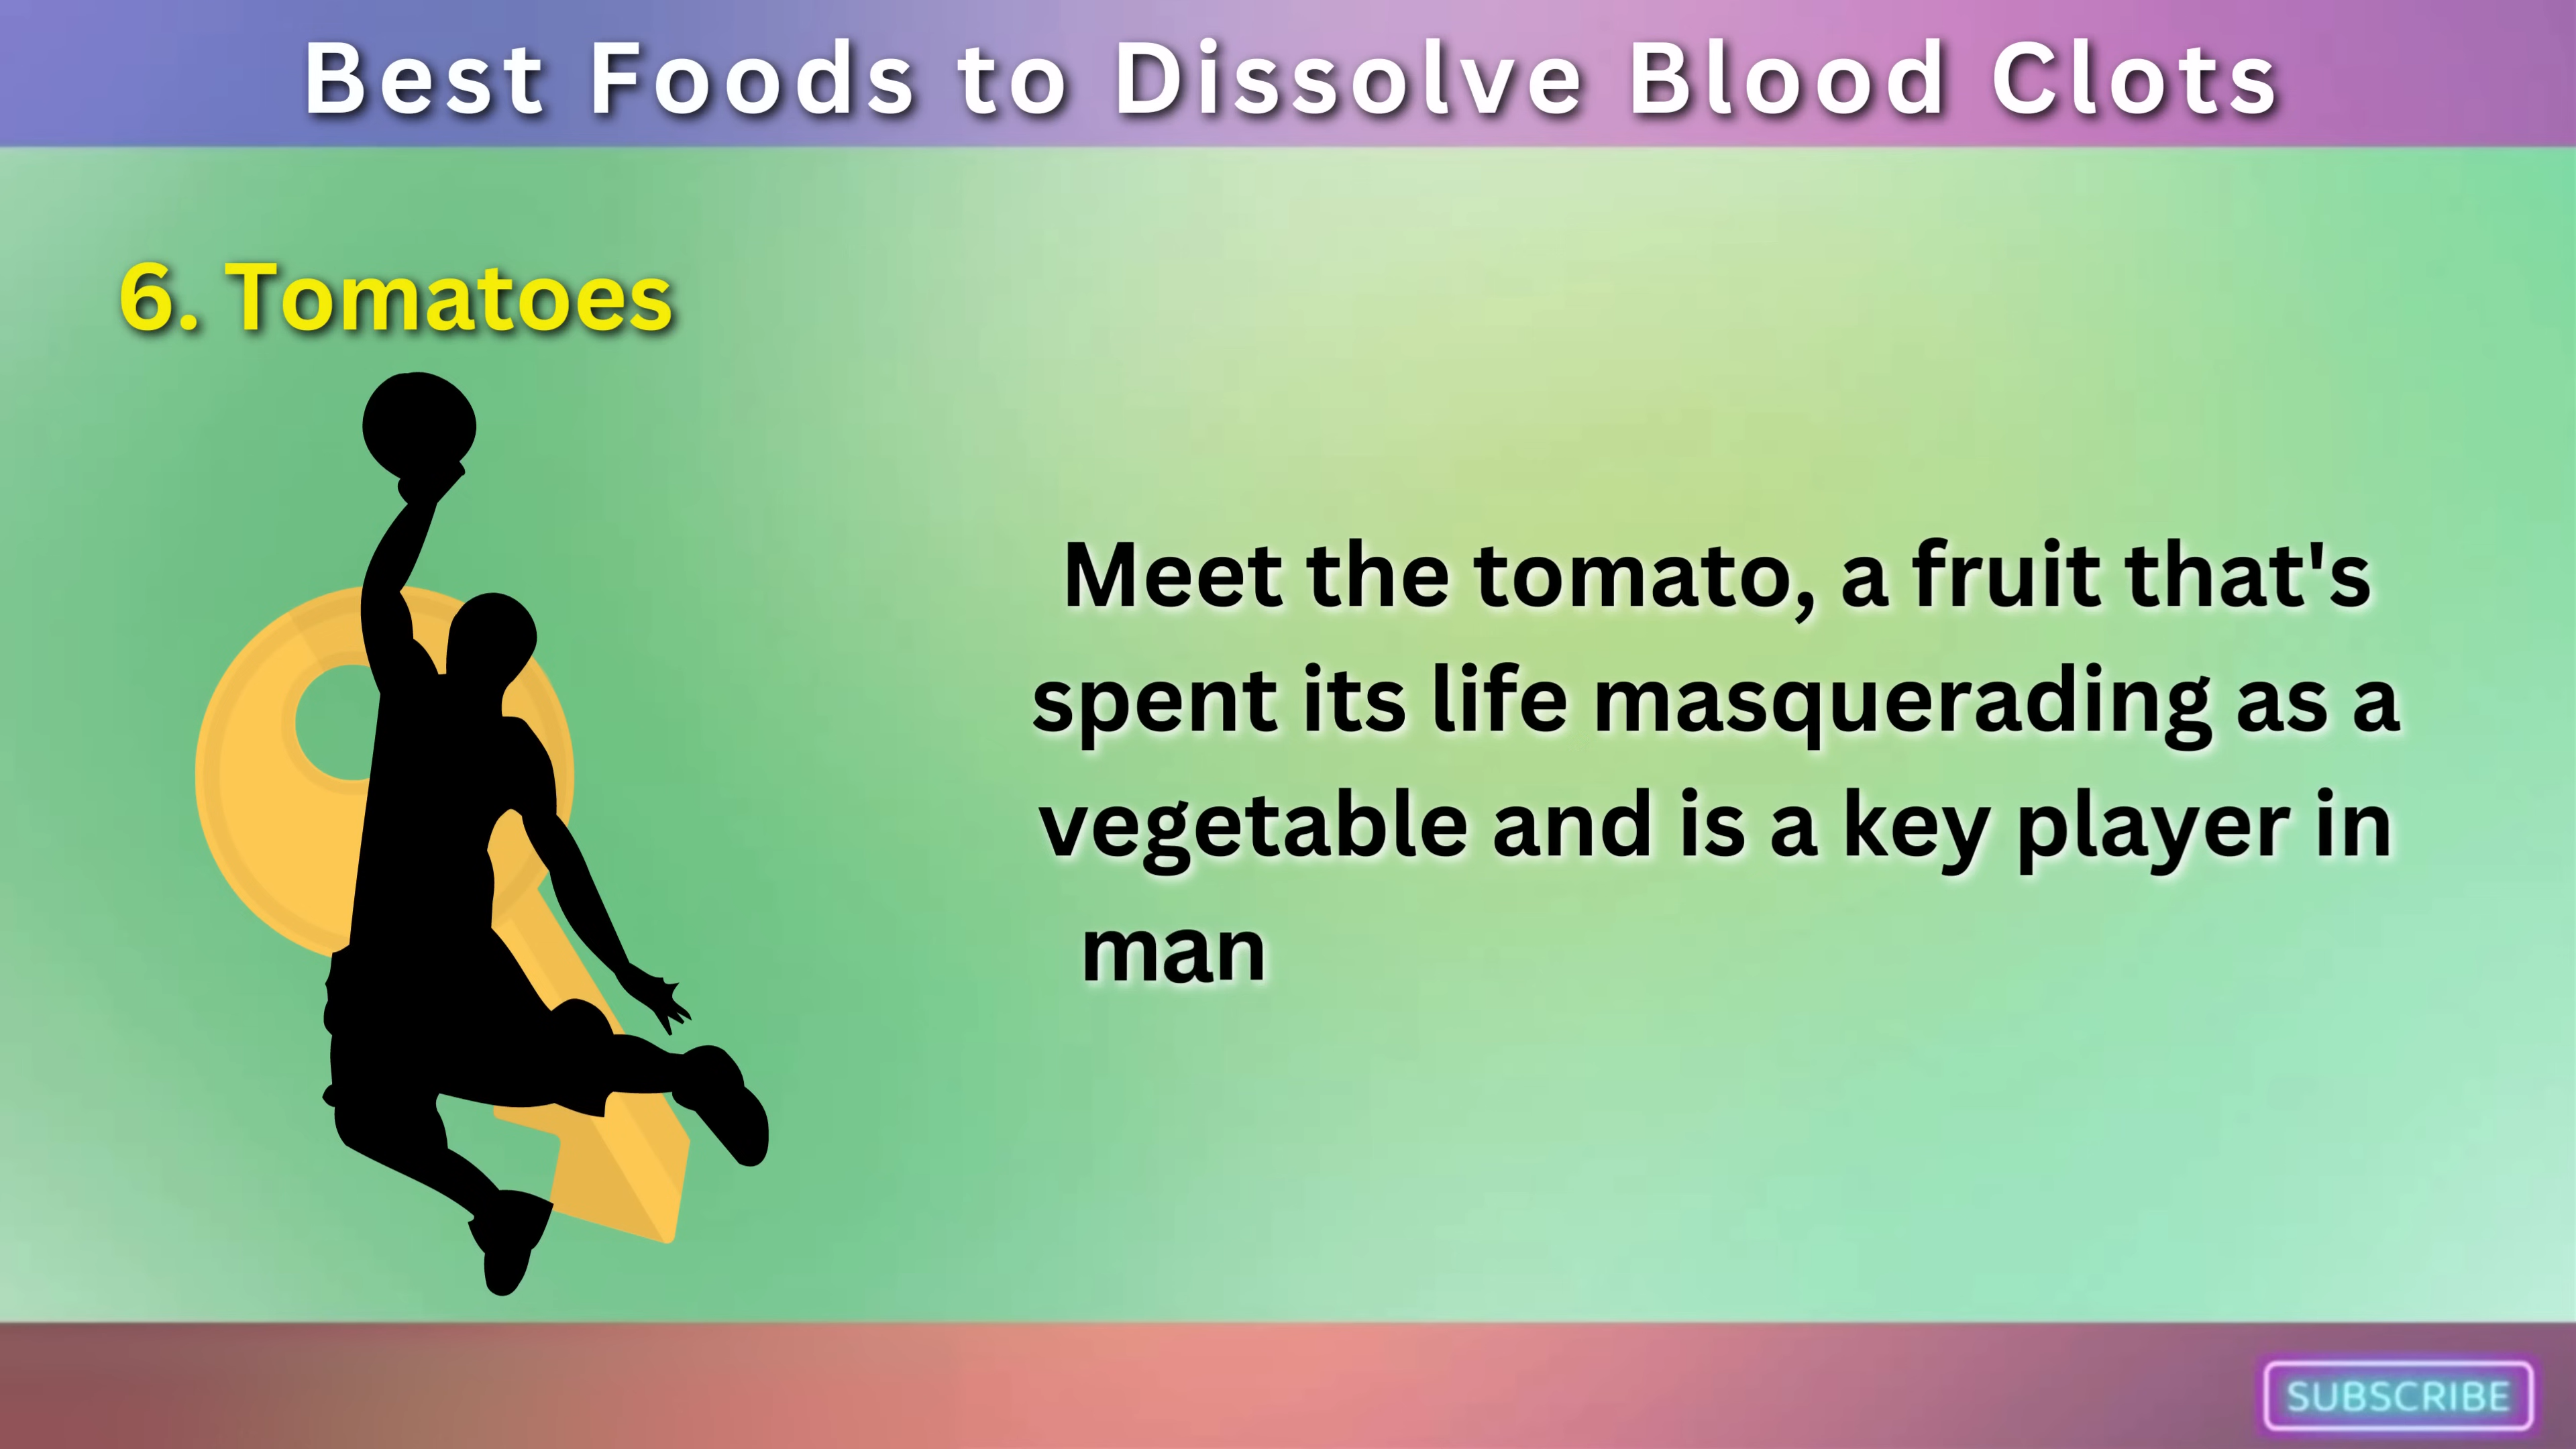 Best Foods to Dissolve Blood Clots
6. Tomatoes
Meet the tomato, a fruit that's
spent its life masquerading as a
vegetable and is a key player in
man
SUBSCRIBE